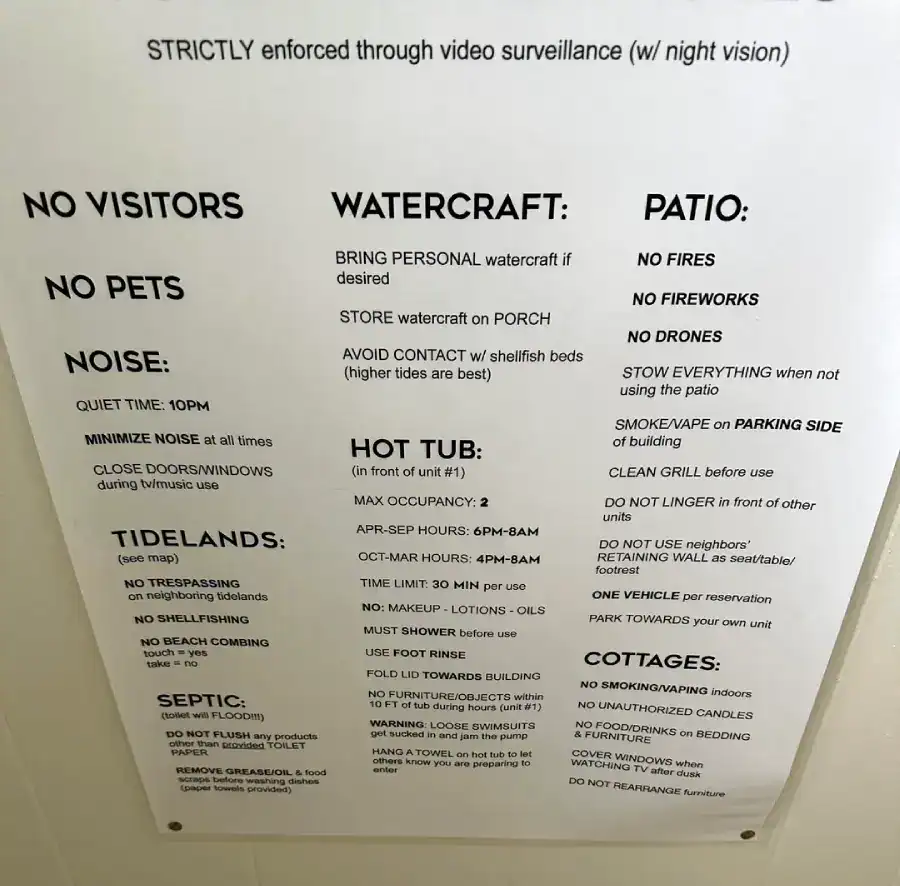 STRICTLY enforced through video surveillance (w/ night vision)
NO VISITORS
NO PETS
NOISE:
QUIET TIME: 10PM
MINIMIZE NOISE at all times
CLOSE DOORS/WINDOWS
during tv/music use
TIDELANDS:
(see map)
NO TRESPASSING
on neighboring tidelands
NO SHELLFISHING
NO BEACH COMBING
touch = yes
take = no
SEPTIC:
(toilet will FLOOD!!!)
DO NOT FLUSH any products
other than provided TOILET
PAPER
REMOVE GREASE/OIL & food
scraps before washing dishes
(paper towels provided)
WATERCRAFT:
BRING PERSONAL watercraft if
desired
STORE watercraft on PORCH
AVOID CONTACT w/ shellfish beds
(higher tides are best)
HOT TUB:
(in front of unit #1)
MAX OCCUPANCY: 2
APR-SEP HOURS: 6PM-8AM
OCT-MAR HOURS: 4PM-8AM
TIME LIMIT: 30 MIN per use
NO: MAKEUP - LOTIONS - OILS
MUST SHOWER before use
USE FOOT RINSE
FOLD LID TOWARDS BUILDING
NO FURNITURE/OBJECTS within
10 FT of tub during hours (unit #1)
WARNING: LOOSE SWIMSUITS
get sucked in and jam the pump
HANG A TOWEL on hot tub to let
others know you are preparing to
enter
PATIO:
NO FIRES
NO FIREWORKS
NO DRONES
STOW EVERYTHING when not
using the patio
SMOKE/VAPE on PARKING SIDE
of building
CLEAN GRILL before use
DO NOT LINGER in front of other
units
DO NOT USE neighbors'
RETAINING WALL as seat/table/
footrest
ONE VEHICLE per reservation
PARK TOWARDS your own unit
COTTAGES:
NO SMOKING/VAPING indoors
NO UNAUTHORIZED CANDLES
NO FOOD/DRINKS on BEDDING
& FURNITURE
COVER WINDOWS when
WATCHING TV after dusk
DO NOT REARRANGE furniture